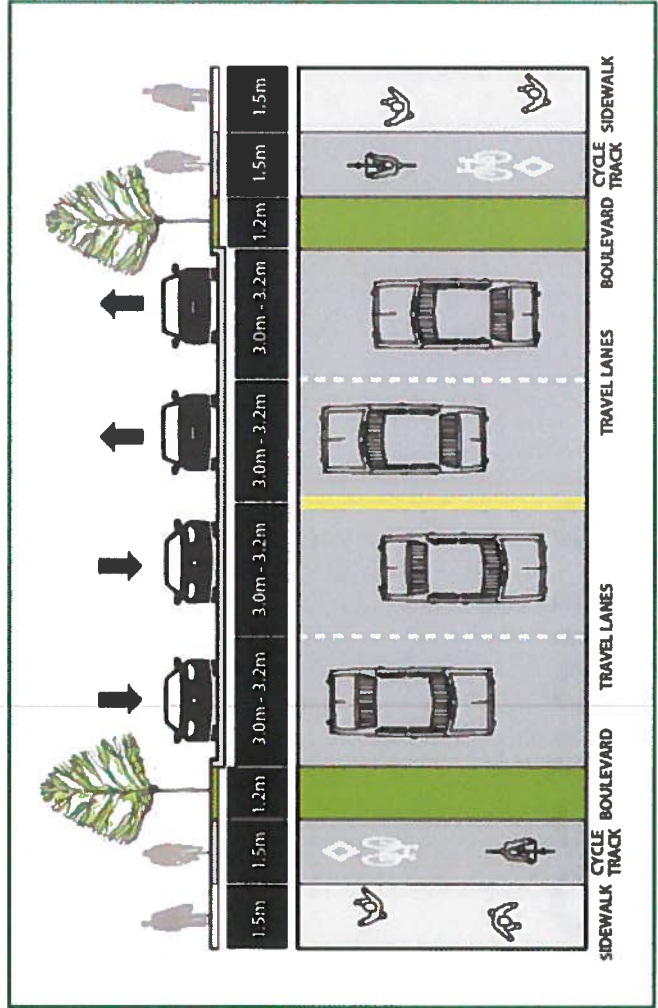 1.5m 1.5m 1.2m 3.0m - 3.2m 3.0m - 3.2m 3.0m - 3.2m 3.0m - 3.2m 1.2m 1.5m 1.5m
SIDEWALK CYCLE TRACK BOULEVARD TRAVEL LANES TRAVEL LANES BOULEVARD CYCLE TRACK SIDEWALK